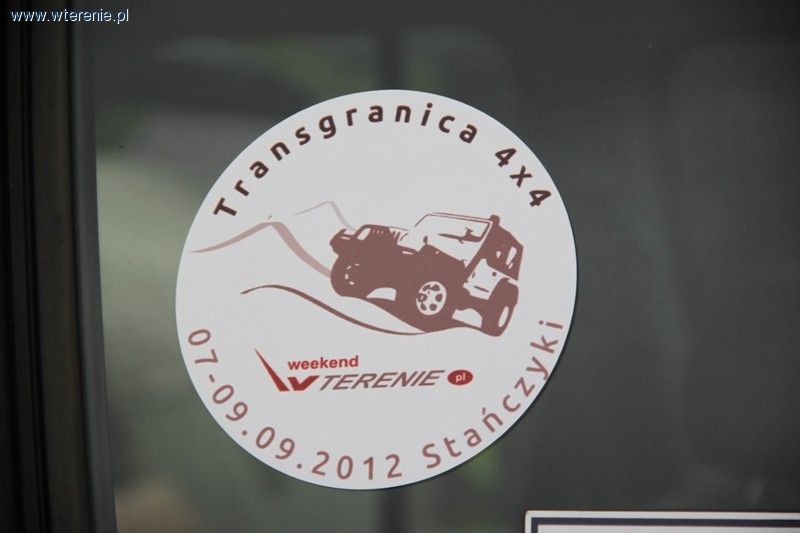 www.wterenie.pl
Transgranica 4x4
weekend
WTERENIE pl
07-09.09.2012 Stańczyki